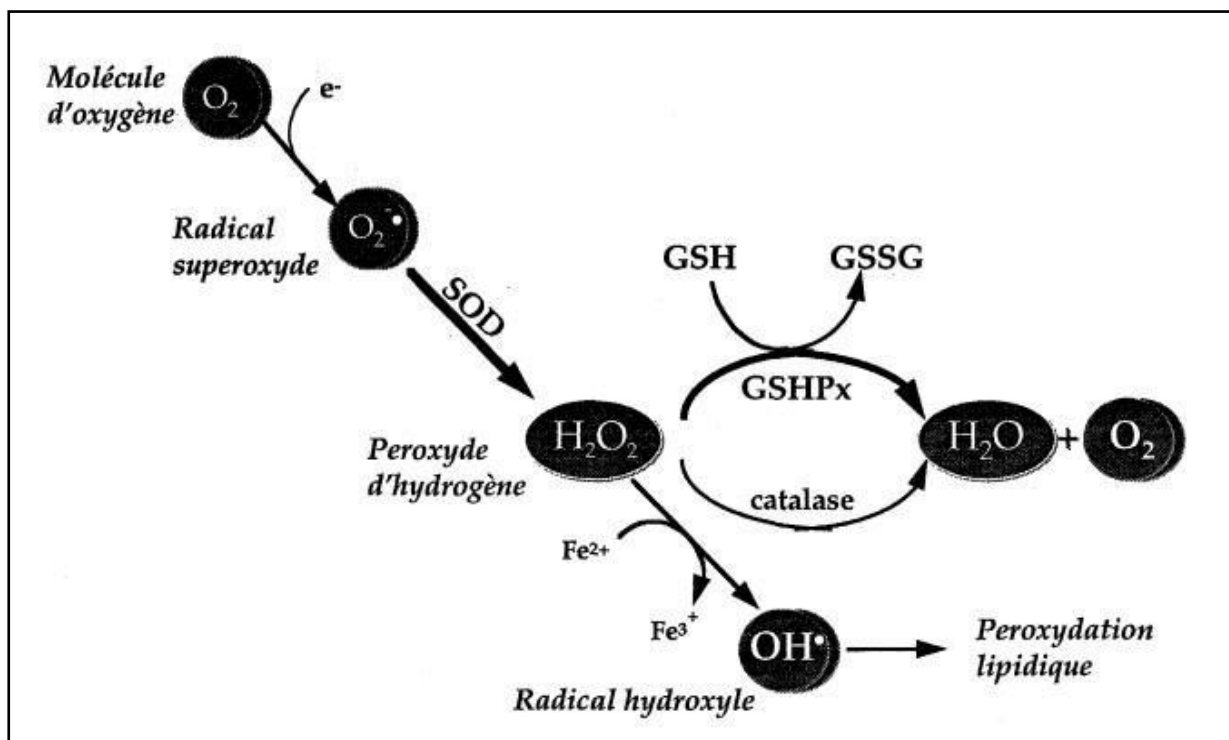 Molécule
d'oxygène
O₂
e-
Radical
superoxyde
O₂⁻•
SOD
GSH
GSSG
GSHPx
Peroxyde
d'hydrogène
H₂O₂
H₂O + O₂
catalase
Fe2+
Fe3+
OH•
Radical hydroxyle
Peroxydation
lipidique